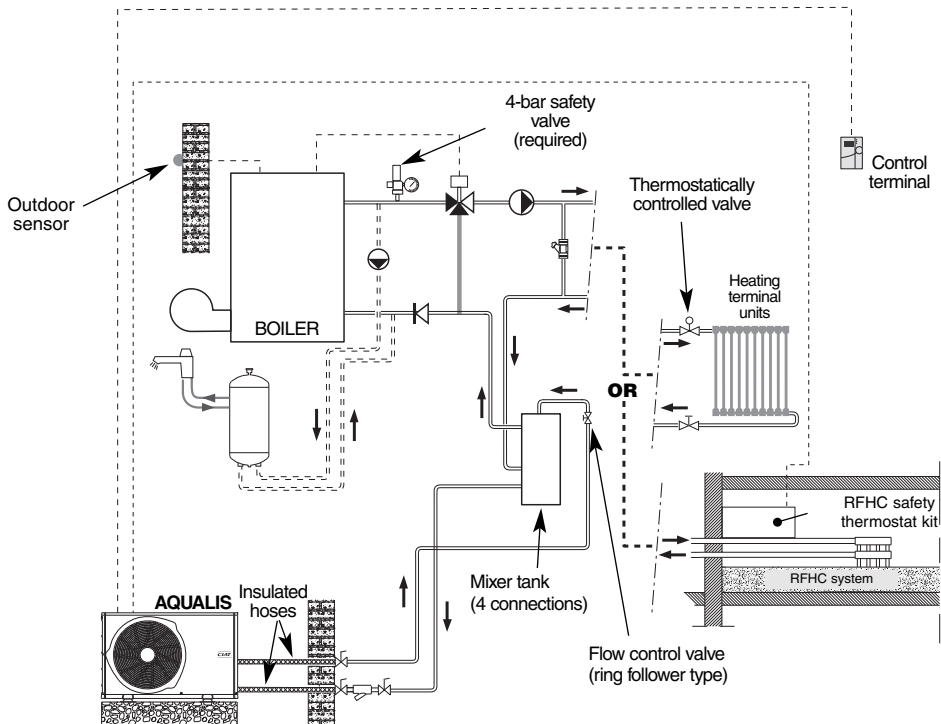 4-bar safety
valve
(required)
Control
terminal
Outdoor
sensor
Thermostatically
controlled valve
Heating
terminal
units
BOILER
OR
RFHC safety
thermostat kit
RFHC system
Mixer tank
(4 connections)
AQUALIS
Insulated
hoses
CIAT
Flow control valve
(ring follower type)